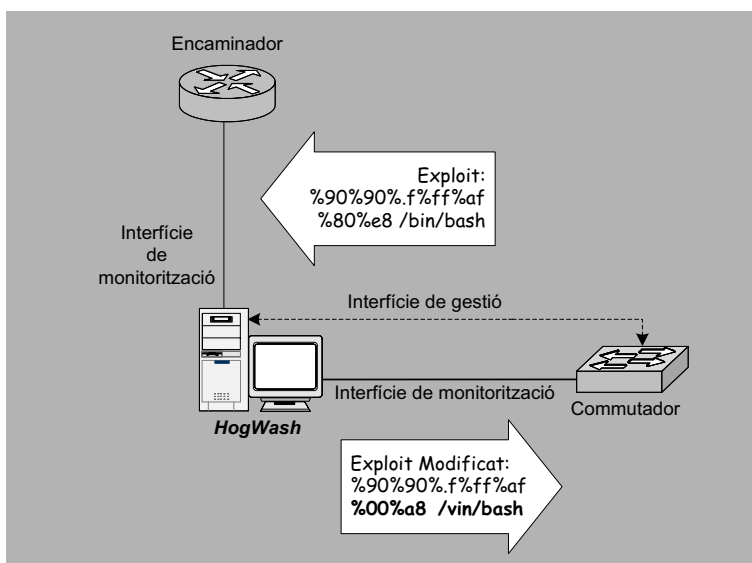 Encaminador
Exploit:
%90%90%.f%ff%af
%80%e8 /bin/bash
Interfície
de
monitorització
Interfície de gestió
Interfície de monitorització
Commutador
HogWash
Exploit Modificat:
%90%90%.f%ff%af
%00%a8 /vin/bash